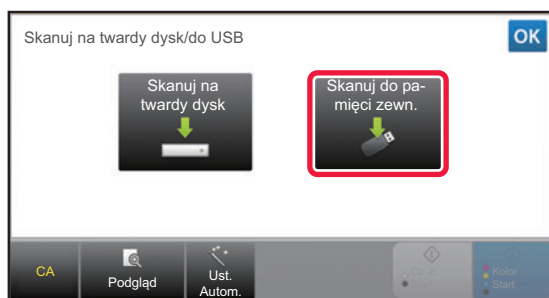 Skanuj na twardy dysk/do USB
OK
Skanuj na
twardy dysk
Skanuj do pa-
mięci zewn.
CA
Podgląd
Ust.
Autom.
Kolor
Start